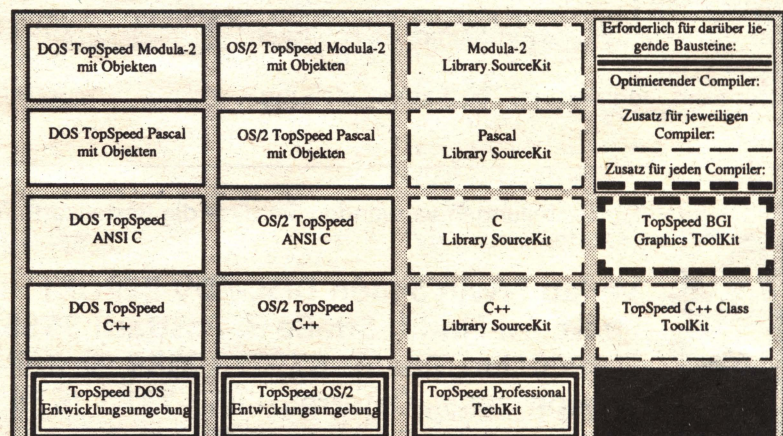 DOS TopSpeed Modula-2
mit Objekten
OS/2 TopSpeed Modula-2
mit Objekten
Modula-2
Library SourceKit
Erforderlich für darüber lie-
gende Bausteine:
Optimierender Compiler:
Zusatz für jeweiligen
Compiler:
Zusatz für jeden Compiler:
DOS TopSpeed Pascal
mit Objekten
OS/2 TopSpeed Pascal
mit Objekten
Pascal
Library SourceKit
DOS TopSpeed
ANSI C
OS/2 TopSpeed
ANSI C
C
Library SourceKit
TopSpeed BGI
Graphics ToolKit
DOS TopSpeed
C++
OS/2 TopSpeed
C++
C++
Library SourceKit
TopSpeed C++ Class
ToolKit
TopSpeed DOS
Entwicklungsumgebung
TopSpeed OS/2
Entwicklungsumgebung
TopSpeed Professional
TechKit